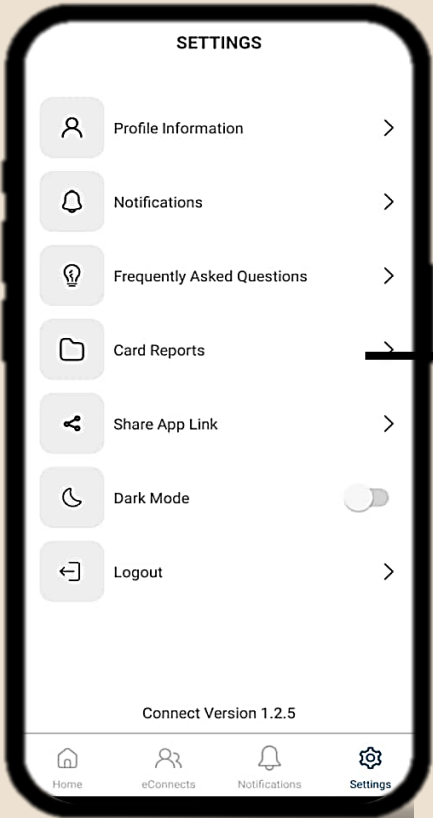 SETTINGS
Profile Information
Notifications
Frequently Asked Questions
Card Reports
Share App Link
Dark Mode
Logout
Connect Version 1.2.5
Home
eConnects
Notifications
Settings